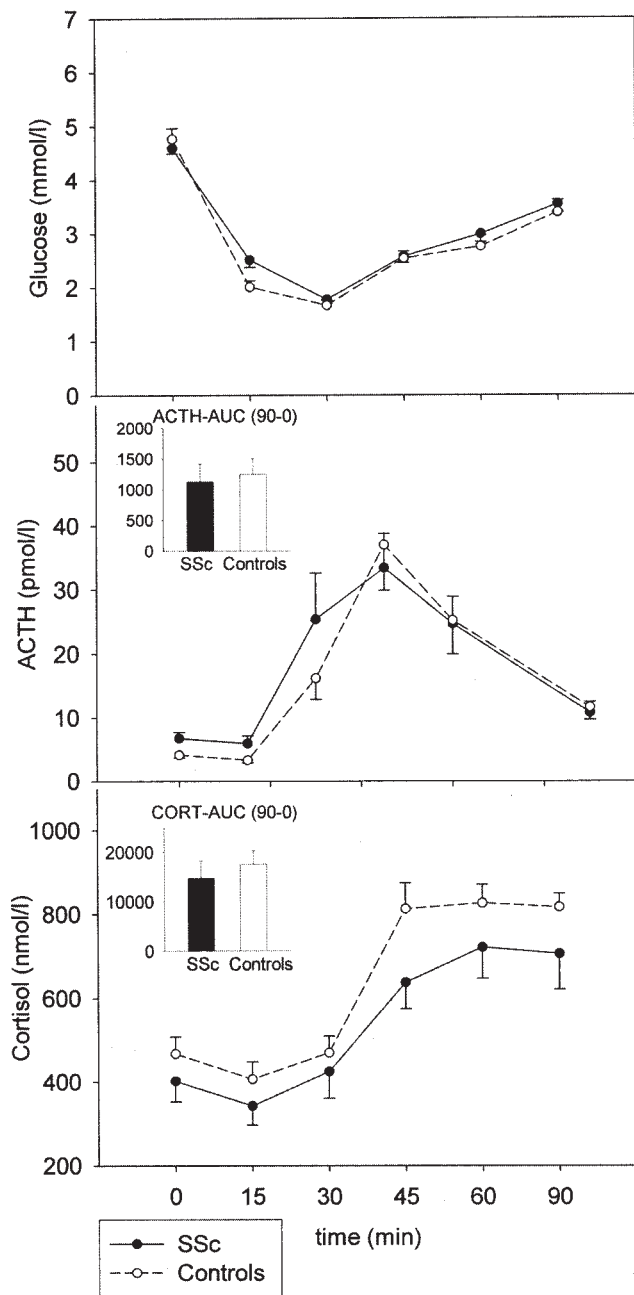 7
6
5
4
3
2
1
0
Glucose (mmol/l)
ACTH-AUC (90-0)
2000
1500
1000
500
0
SSc Controls
50
40
30
20
10
0
ACTH (pmol/l)
CORT-AUC (90-0)
20000
10000
0
SSc Controls
1000
800
600
400
200
Cortisol (nmol/l)
0 15 30 45 60 90
time (min)
SSc
Controls